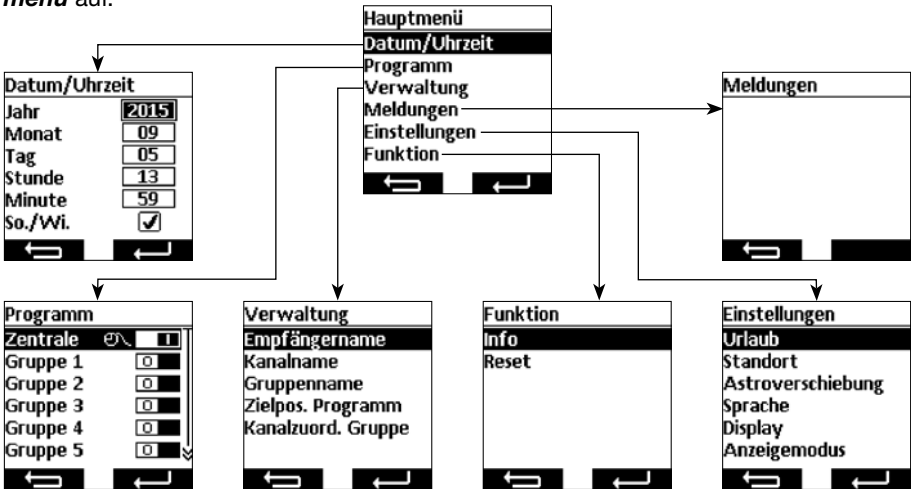 menü auf.
Hauptmenü
Datum/Uhrzeit
Programm
Verwaltung
Meldungen
Einstellungen
Funktion
Datum/Uhrzeit
Jahr 2015
Monat 09
Tag 05
Stunde 13
Minute 59
So./Wi.
Meldungen
Programm
Zentrale I
Gruppe 1 0
Gruppe 2 0
Gruppe 3 0
Gruppe 4 0
Gruppe 5 0
Verwaltung
Empfängername
Kanalname
Gruppenname
Zielpos. Programm
Kanalzuord. Gruppe
Funktion
Info
Reset
Einstellungen
Urlaub
Standort
Astroverschiebung
Sprache
Display
Anzeigemodus